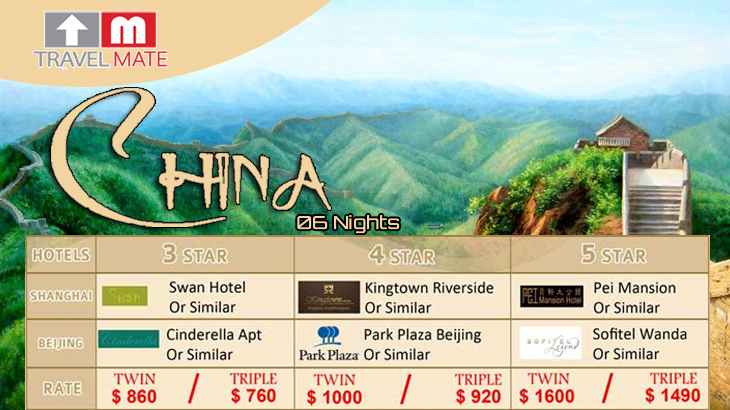 TRAVEL MATE
CHINA
06 Nights
HOTELS 3 STAR 4 STAR 5 STAR
SHANGHAI Swan Swan Hotel Or Similar Kingtown Kingtown Riverside Or Similar PEI Mansion Hotel Pei Mansion Or Similar
BEIJING Cinderella Cinderella Apt Or Similar Park Plaza Park Plaza Beijing Or Similar SOFITEL Legend Sofitel Wanda Or Similar
RATE TWIN $ 860 / TRIPLE $ 760 TWIN $ 1000 / TRIPLE $ 920 TWIN $ 1600 / TRIPLE $ 1490